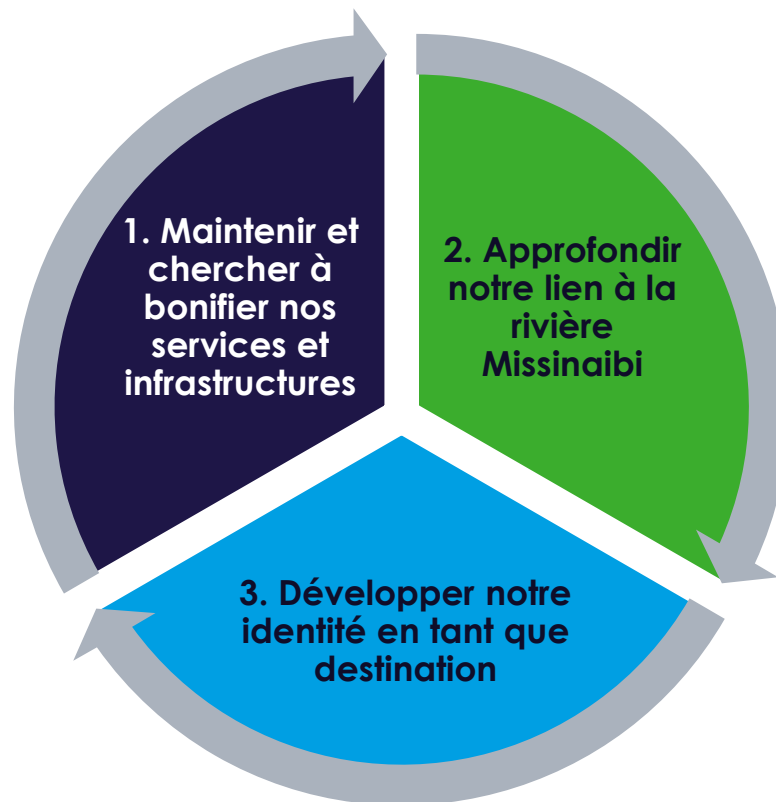 1. Maintenir et
chercher à
bonifier nos
services et
infrastructures
2. Approfondir
notre lien à la
rivière
Missinaibi
3. Développer notre
identité en tant que
destination